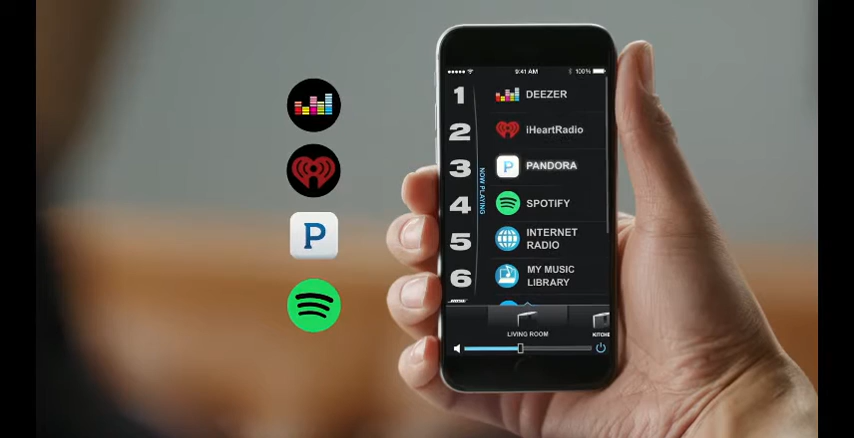 9:41 AM
100%
1
DEEZER
2
iHeartRadio
3
PANDORA
4
SPOTIFY
5
INTERNET
RADIO
6
MY MUSIC
LIBRARY
NOW PLAYING
BOSE
LIVING ROOM
KITCHE
P
P